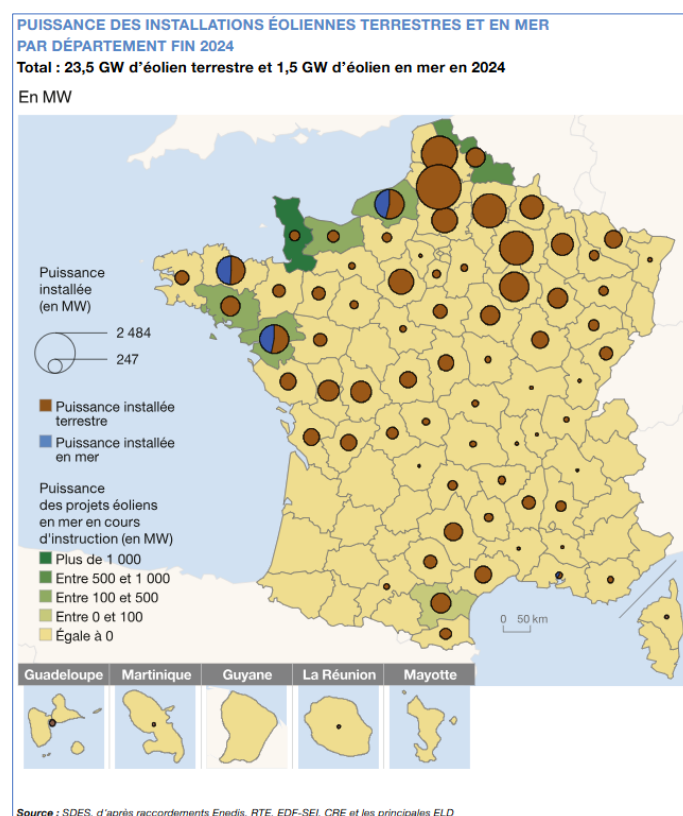 PUISSANCE DES INSTALLATIONS ÉOLIENNES TERRESTRES ET EN MER
PAR DÉPARTEMENT FIN 2024
Total : 23,5 GW d’éolien terrestre et 1,5 GW d’éolien en mer en 2024
En MW
Puissance
installée
(en MW)
2 484
247
Puissance installée
terrestre
Puissance installée
en mer
Puissance
des projets éoliens
en mer en cours
d'instruction (en MW)
Plus de 1 000
Entre 500 et 1 000
Entre 100 et 500
Entre 0 et 100
Égale à 0
0 50 km
Guadeloupe Martinique Guyane La Réunion Mayotte
Source : SDES, d’après raccordements Enedis, RTE, EDF-SEI, CRE et les principales ELD